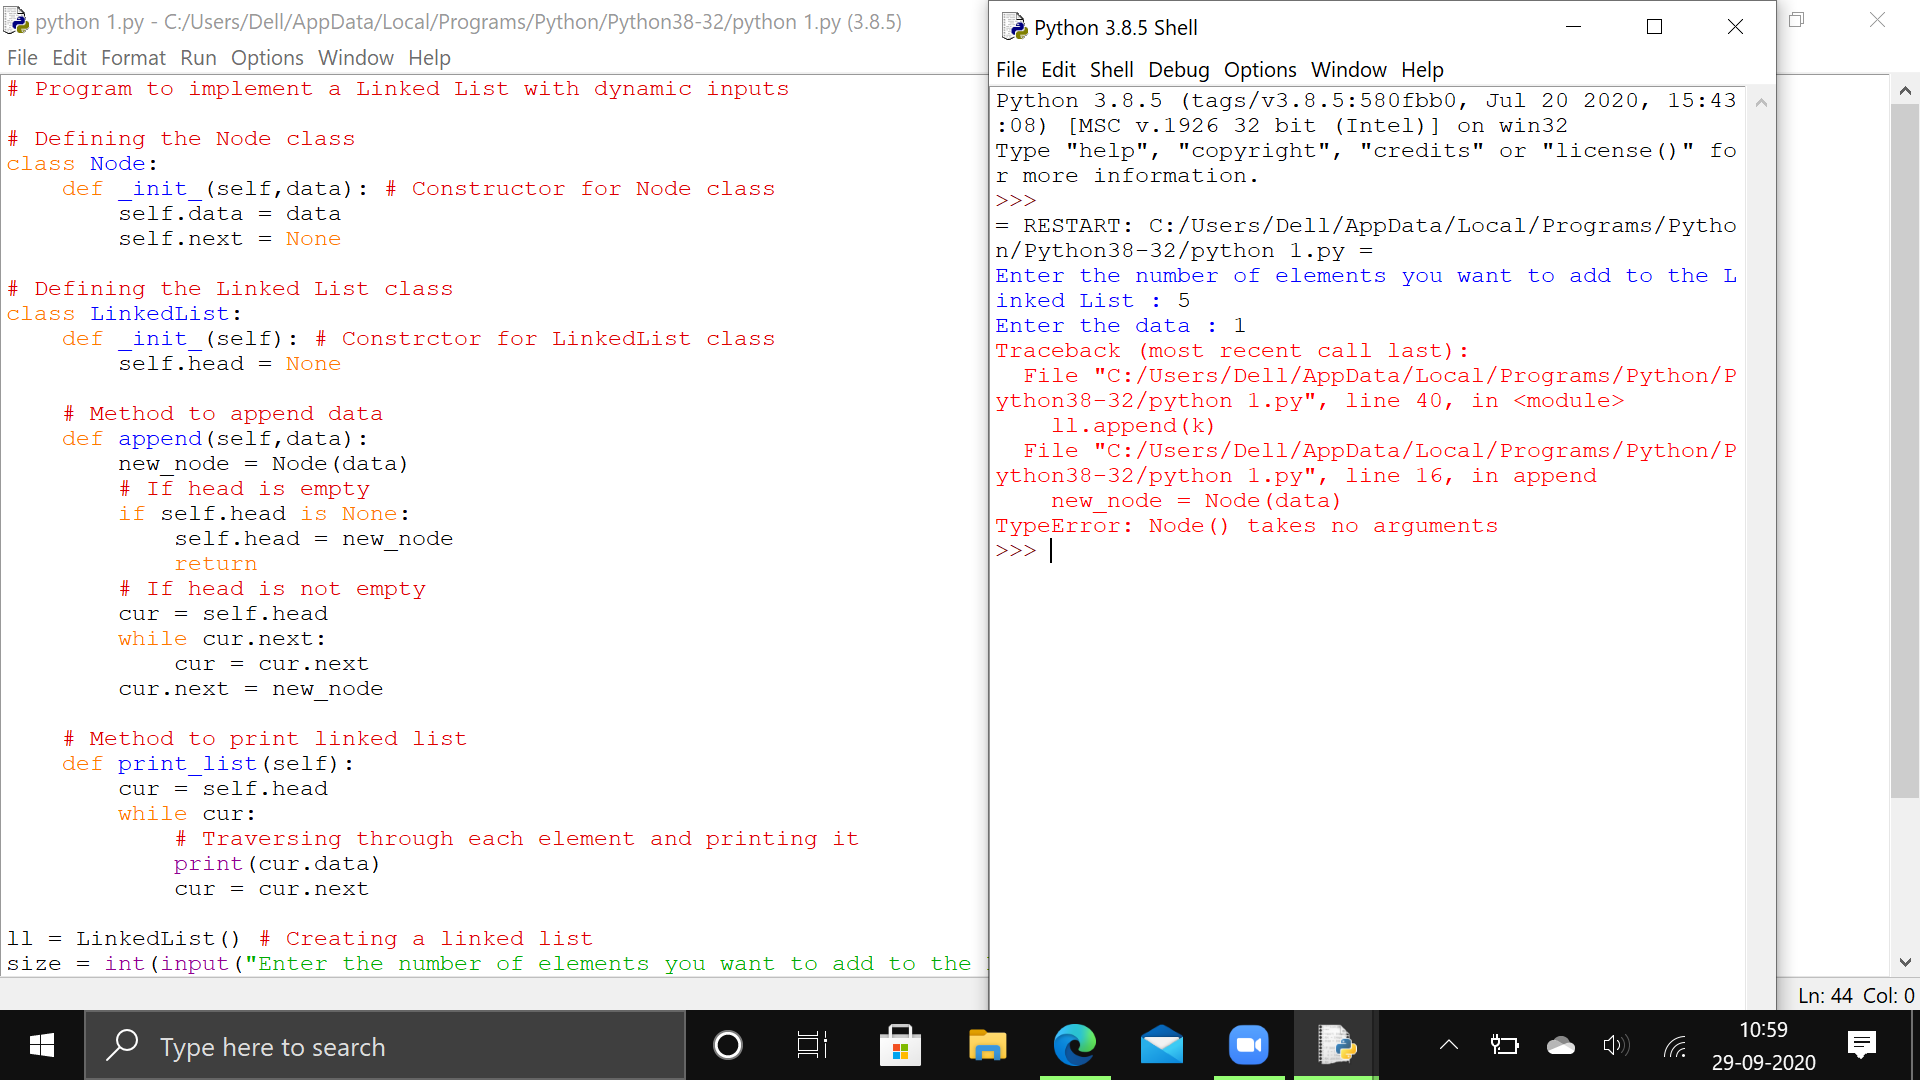 python 1.py - C:/Users/Dell/AppData/Local/Programs/Python/Python38-32/python 1.py (3.8.5)
File Edit Format Run Options Window Help
# Program to implement a Linked List with dynamic inputs
# Defining the Node class
class Node:
    def _init_(self,data): # Constructor for Node class
        self.data = data
        self.next = None
# Defining the Linked List class
class LinkedList:
    def _init_(self): # Constrctor for LinkedList class
        self.head = None
    # Method to append data
    def append(self,data):
        new_node = Node(data)
        # If head is empty
        if self.head is None:
            self.head = new_node
            return
        # If head is not empty
        cur = self.head
        while cur.next:
            cur = cur.next
        cur.next = new_node
    # Method to print linked list
    def print_list(self):
        cur = self.head
        while cur:
            # Traversing through each element and printing it
            print(cur.data)
            cur = cur.next
ll = LinkedList() # Creating a linked list
size = int(input("Enter the number of elements you want to add to the
Python 3.8.5 Shell
File Edit Shell Debug Options Window Help
Python 3.8.5 (tags/v3.8.5:580fbb0, Jul 20 2020, 15:43
:08) [MSC v.1926 32 bit (Intel)] on win32
Type "help", "copyright", "credits" or "license()" fo
r more information.
>>>
= RESTART: C:/Users/Dell/AppData/Local/Programs/Pytho
n/Python38-32/python 1.py =
Enter the number of elements you want to add to the L
inked List : 5
Enter the data : 1
Traceback (most recent call last):
  File "C:/Users/Dell/AppData/Local/Programs/Python/P
ython38-32/python 1.py", line 40, in <module>
    ll.append(k)
  File "C:/Users/Dell/AppData/Local/Programs/Python/P
ython38-32/python 1.py", line 16, in append
    new_node = Node(data)
TypeError: Node() takes no arguments
>>>
Ln: 44 Col: 0
Type here to search
10:59
29-09-2020